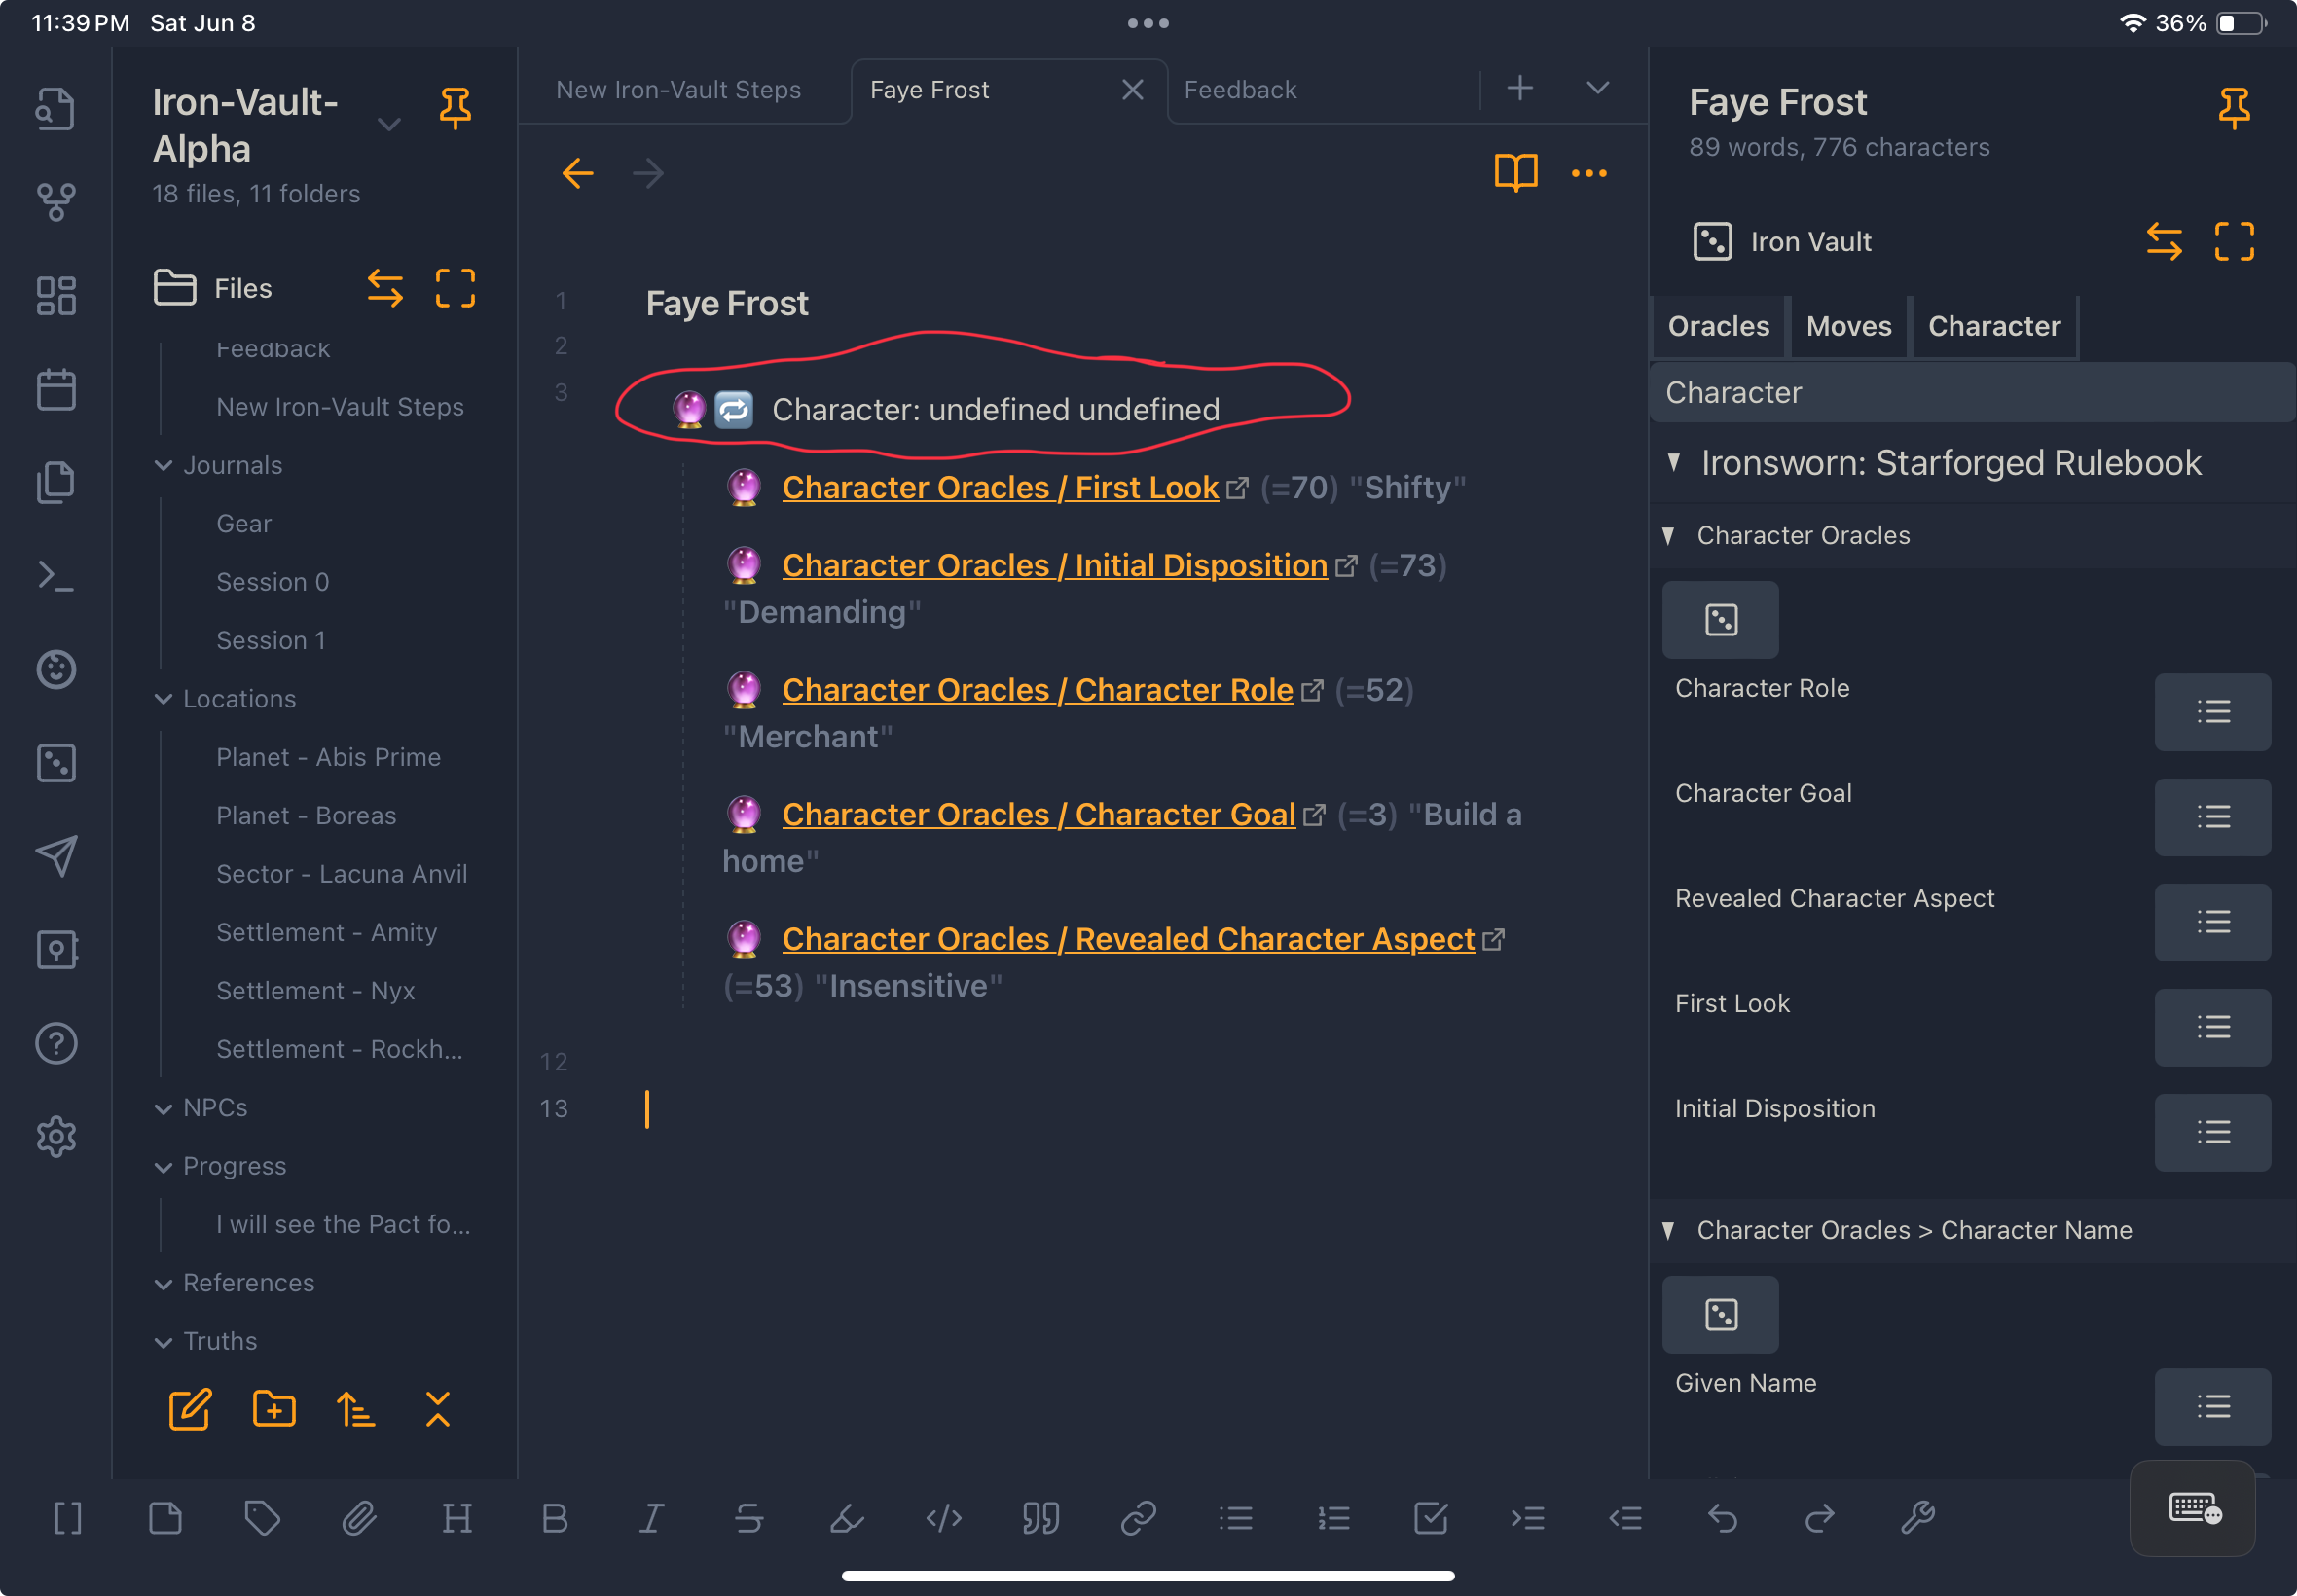 11:39 PM Sat Jun 8
36%
Iron-Vault-
Alpha
18 files, 11 folders
Files
Feedback
New Iron-Vault Steps
Journals
Gear
Session 0
Session 1
Locations
Planet - Abis Prime
Planet - Boreas
Sector - Lacuna Anvil
Settlement - Amity
Settlement - Nyx
Settlement - Rockh...
NPCs
Progress
I will see the Pact fo...
References
Truths
New Iron-Vault Steps
Faye Frost
Feedback
1
Faye Frost
2
3
Character: undefined undefined
Character Oracles / First Look (=70) "Shifty"
Character Oracles / Initial Disposition (=73)
"Demanding"
Character Oracles / Character Role (=52)
"Merchant"
Character Oracles / Character Goal (=3) "Build a
home"
Character Oracles / Revealed Character Aspect
(=53) "Insensitive"
12
13
Faye Frost
89 words, 776 characters
Iron Vault
Oracles Moves Character
Character
Ironsworn: Starforged Rulebook
Character Oracles
Character Role
Character Goal
Revealed Character Aspect
First Look
Initial Disposition
Character Oracles > Character Name
Given Name